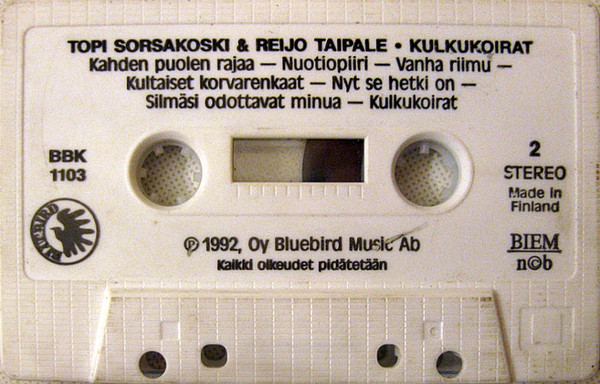 TOPI SORSAKOSKI & REIJO TAIPALE • KULKUKOIRAT
Kahden puolen rajaa — Nuotiopiiri — Vanha riimu —
Kultaiset korvarenkaat — Nyt se hetki on —
Silmäsi odottavat minua — Kulkukoirat
BBK
1103
2
STEREO
Made in
Finland
BLUEBIRD
℗ 1992, Oy Bluebird Music Ab
Kaikki oikeudet pidätetään
BIEM
n©b